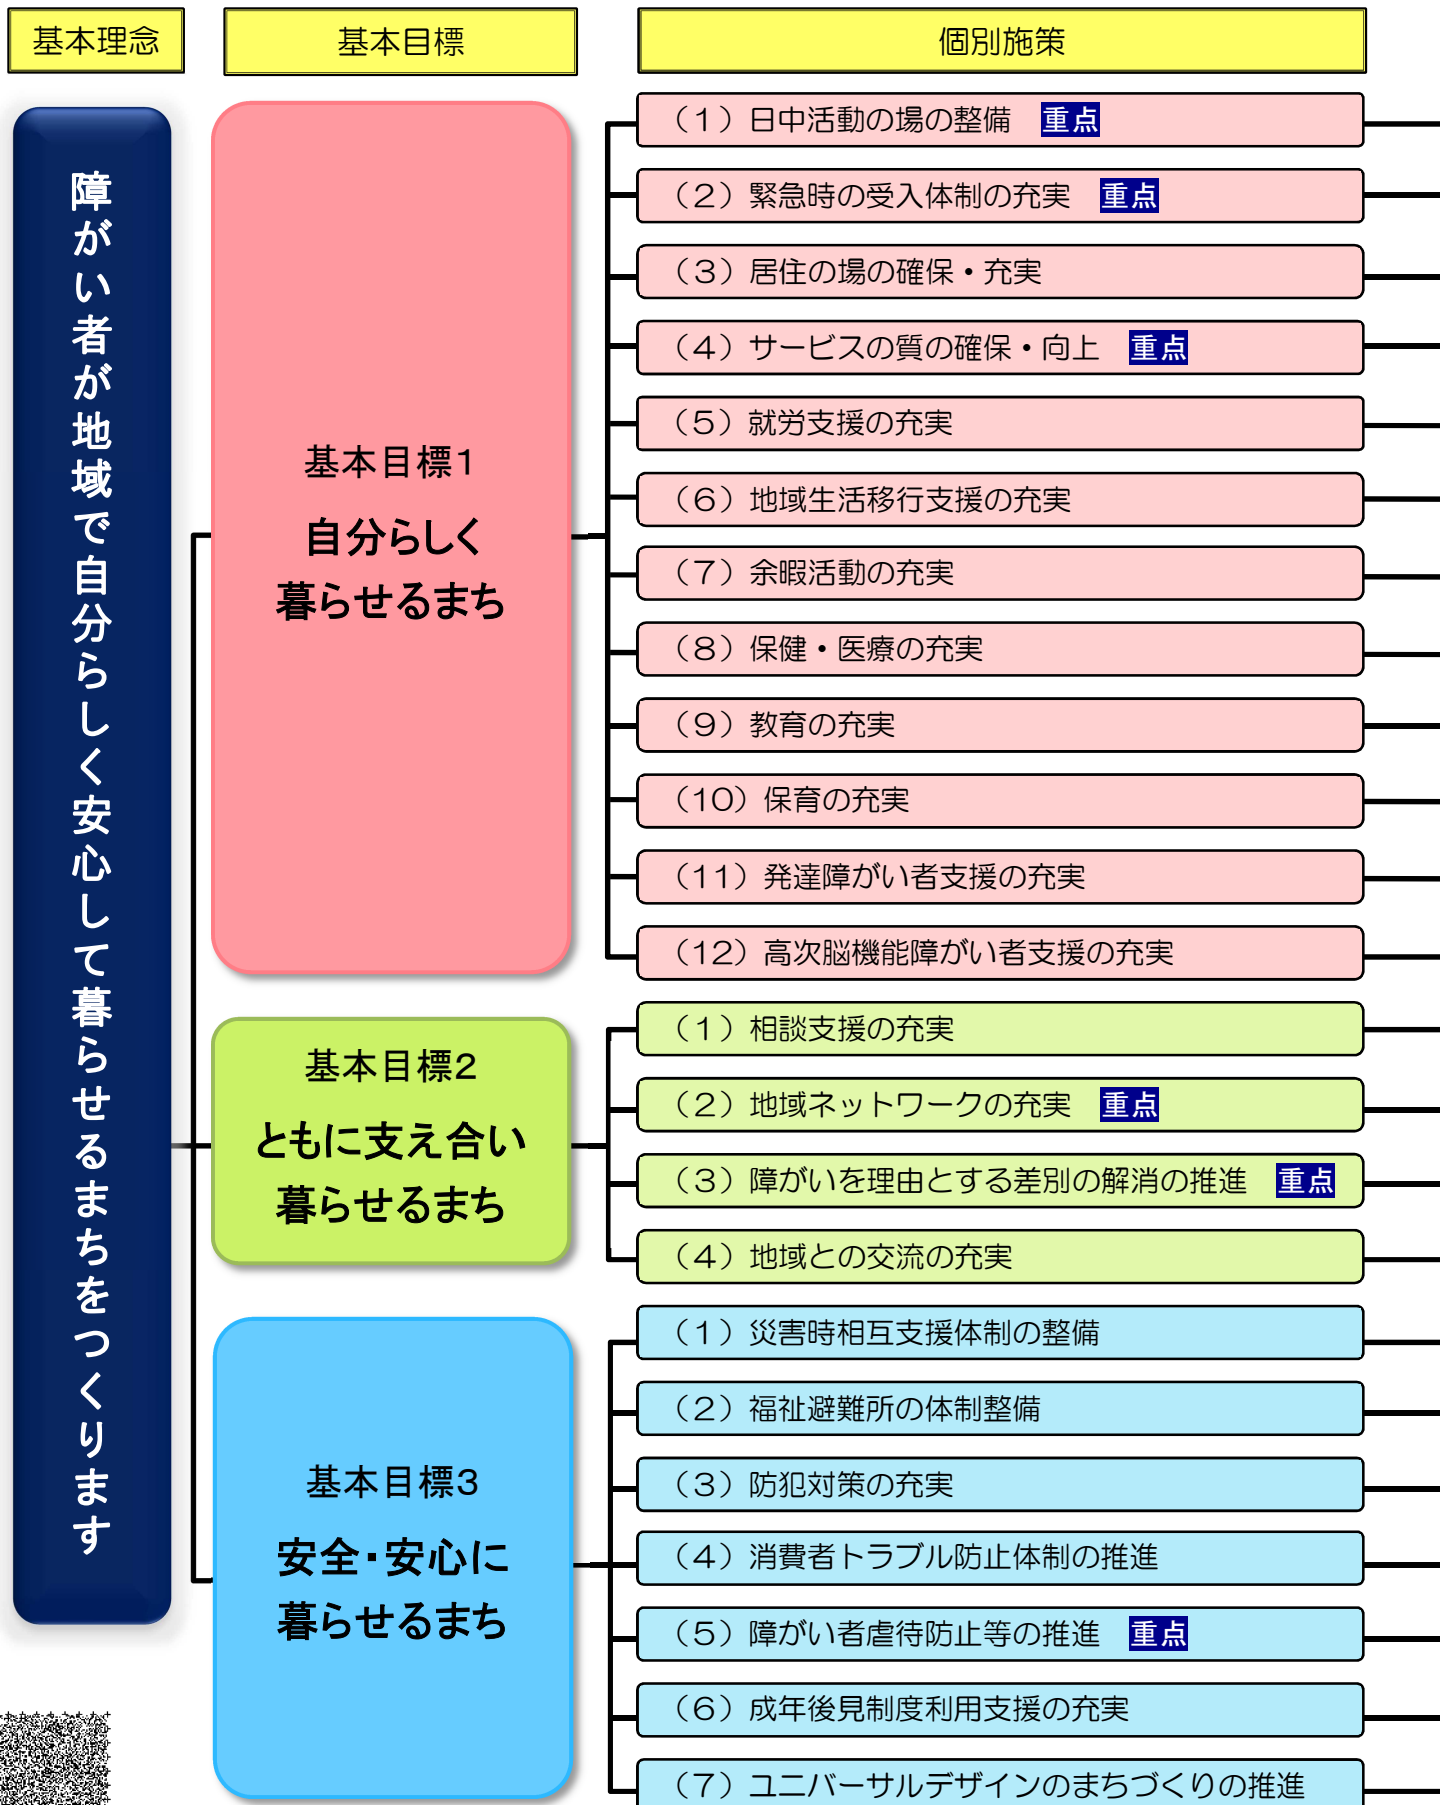 基本理念
基本目標
個別施策
障がい者が地域で自分らしく安心して暮らせるまちをつくります
基本目標1
自分らしく
暮らせるまち
（1）日中活動の場の整備　重点
（2）緊急時の受入体制の充実　重点
（3）居住の場の確保・充実
（4）サービスの質の確保・向上　重点
（5）就労支援の充実
（6）地域生活移行支援の充実
（7）余暇活動の充実
（8）保健・医療の充実
（9）教育の充実
（10）保育の充実
（11）発達障がい者支援の充実
（12）高次脳機能障がい者支援の充実
基本目標2
ともに支え合い
暮らせるまち
（1）相談支援の充実
（2）地域ネットワークの充実　重点
（3）障がいを理由とする差別の解消の推進　重点
（4）地域との交流の充実
基本目標3
安全・安心に
暮らせるまち
（1）災害時相互支援体制の整備
（2）福祉避難所の体制整備
（3）防犯対策の充実
（4）消費者トラブル防止体制の推進
（5）障がい者虐待防止等の推進　重点
（6）成年後見制度利用支援の充実
（7）ユニバーサルデザインのまちづくりの推進